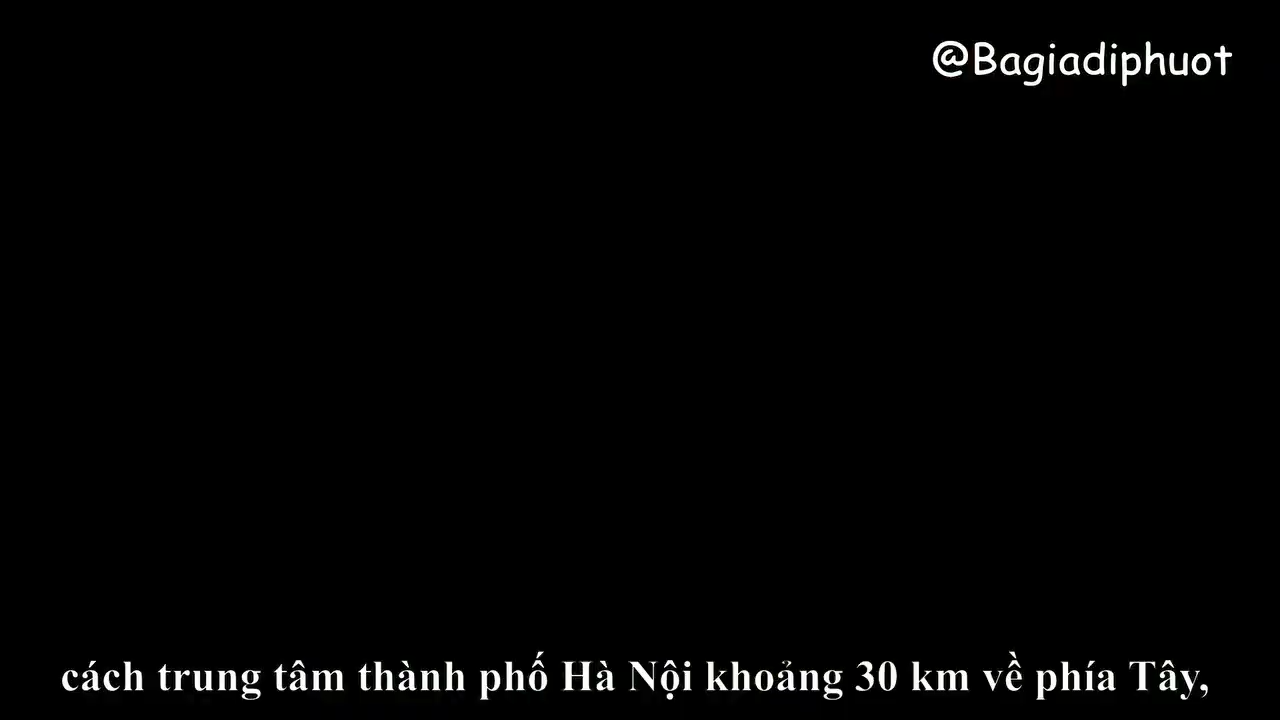 @Bagiadiphuot
cách trung tâm thành phố Hà Nội khoảng 30 km về phía Tây,